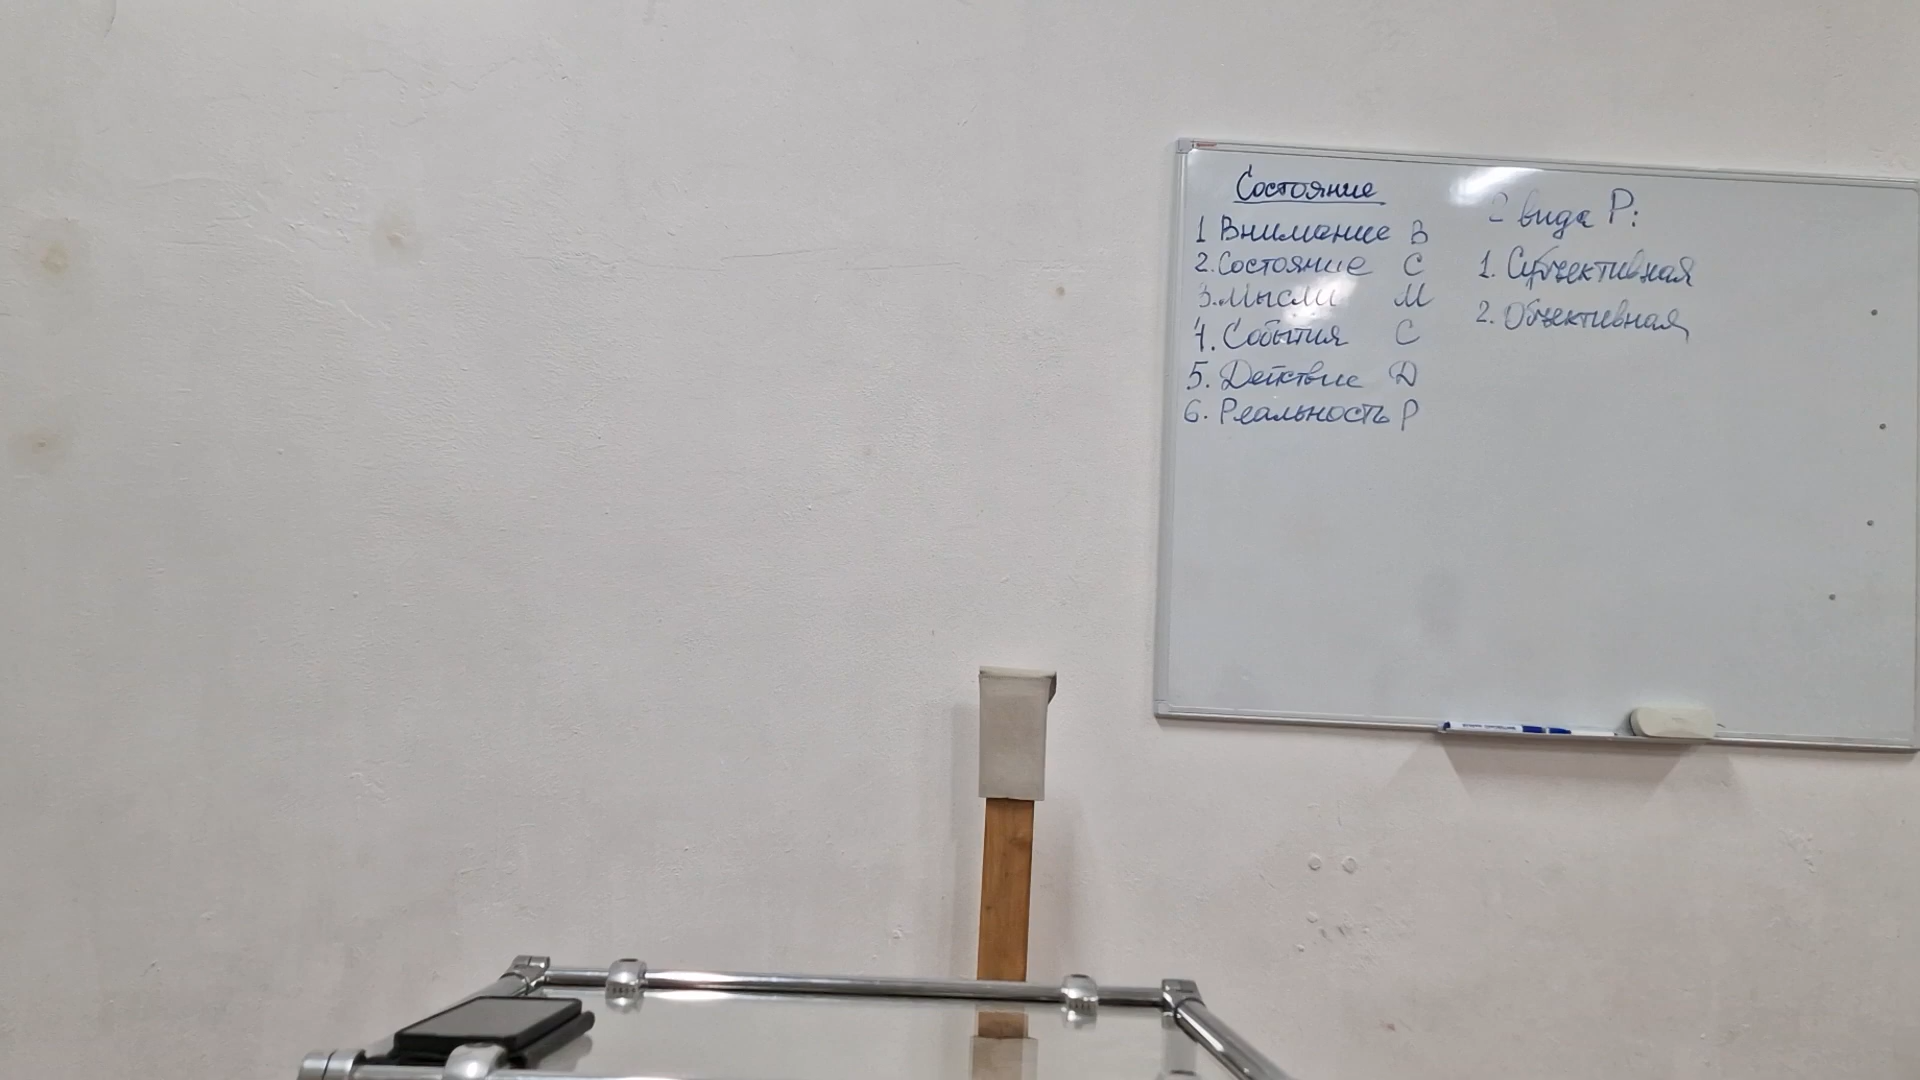 Состояние
1 Внимание В
2. Состояние С
3. Мысли М
4. События С
5. Действие Д
6. Реальность Р
2 вида Р:
1. Субъективная
2. Объективная